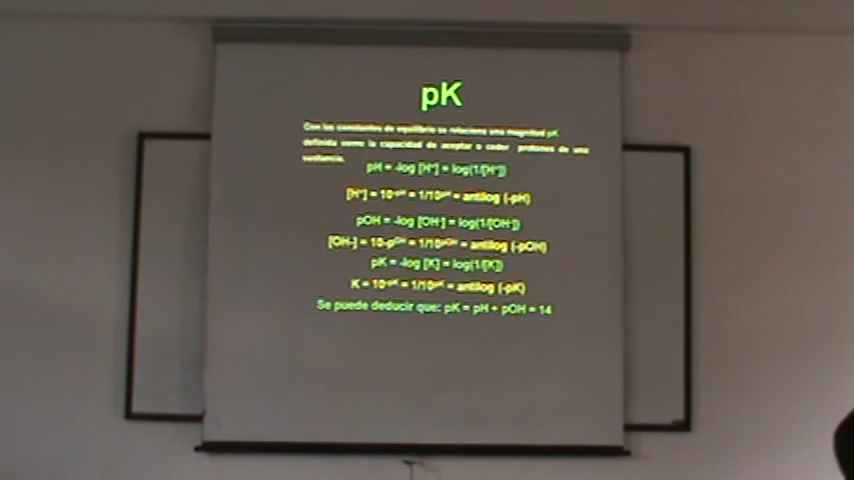 pK
Con las constantes de equilibrio se relaciona una magnitud pK
definida como la capacidad de aceptar o ceder protones de una
sustancia.
pH = -log [H⁺] = log(1/[H⁺])
[H⁺] = 10⁻ᵖᴴ = 1/10ᵖᴴ = antilog (-pH)
pOH = -log [OH⁻] = log(1/[OH⁻])
[OH-] = 10-pᴼᴴ = 1/10ᵖᴼᴴ = antilog (-pOH)
pK = -log [K] = log(1/[K])
K = 10⁻ᵖᴷ = 1/10ᵖᴷ = antilog (-pK)
Se puede deducir que: pK = pH + pOH = 14